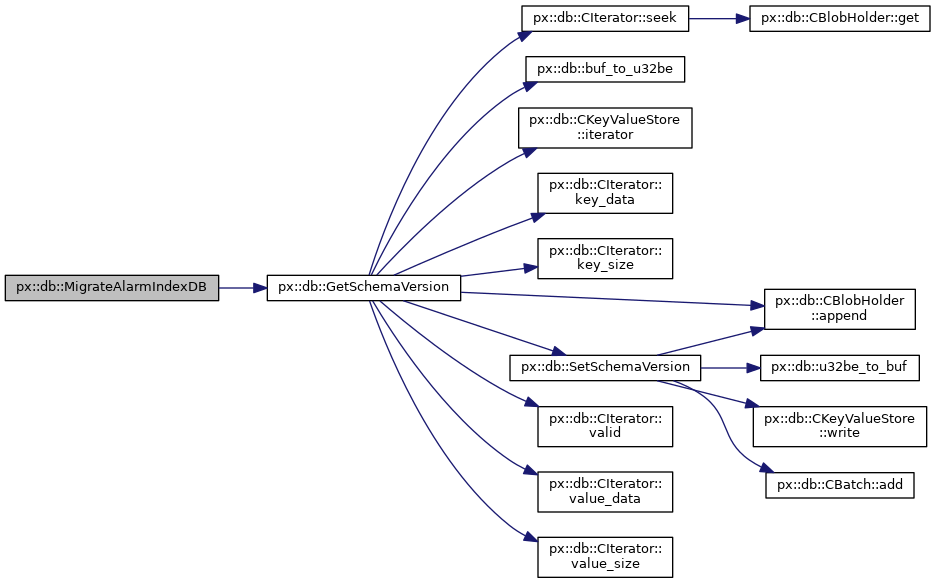 px::db::CIterator::seek
px::db::CBlobHolder::get
px::db::buf_to_u32be
px::db::CKeyValueStore
::iterator
px::db::CIterator::
key_data
px::db::CIterator::
key_size
px::db::MigrateAlarmIndexDB
px::db::GetSchemaVersion
px::db::CBlobHolder
::append
px::db::SetSchemaVersion
px::db::u32be_to_buf
px::db::CIterator::
valid
px::db::CKeyValueStore
::write
px::db::CIterator::
value_data
px::db::CBatch::add
px::db::CIterator::
value_size